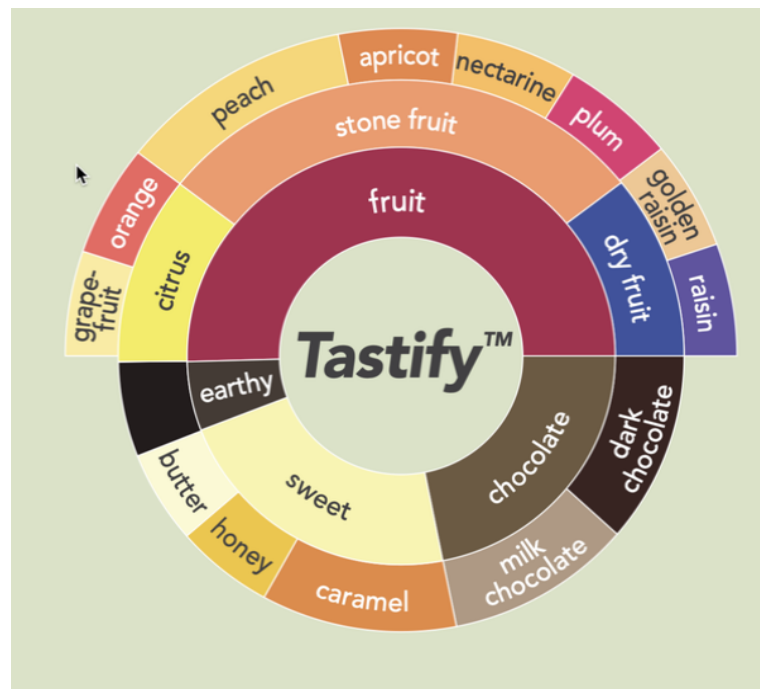 peach
apricot
nectarine
plum
orange
stone fruit
golden
raisin
grape-
fruit
citrus
fruit
dry fruit
raisin
Tastify™
earthy
butter
sweet
chocolate
dark
chocolate
honey
caramel
milk
chocolate